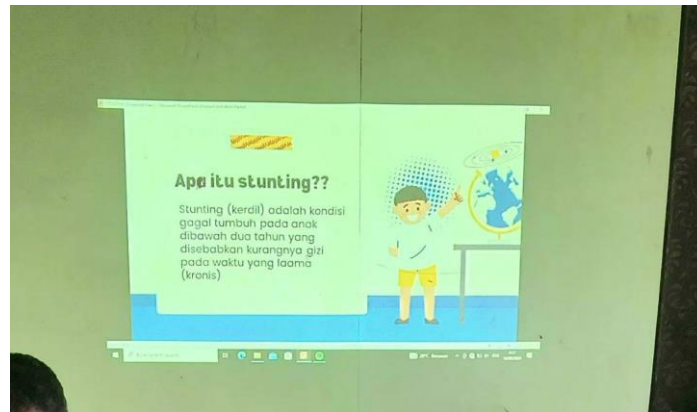 Apa itu stunting??
Stunting (kerdil) adalah kondisi
gagal tumbuh pada anak
dibawah dua tahun yang
disebabkan kurangnya gizi
pada waktu yang laama
(kronis)